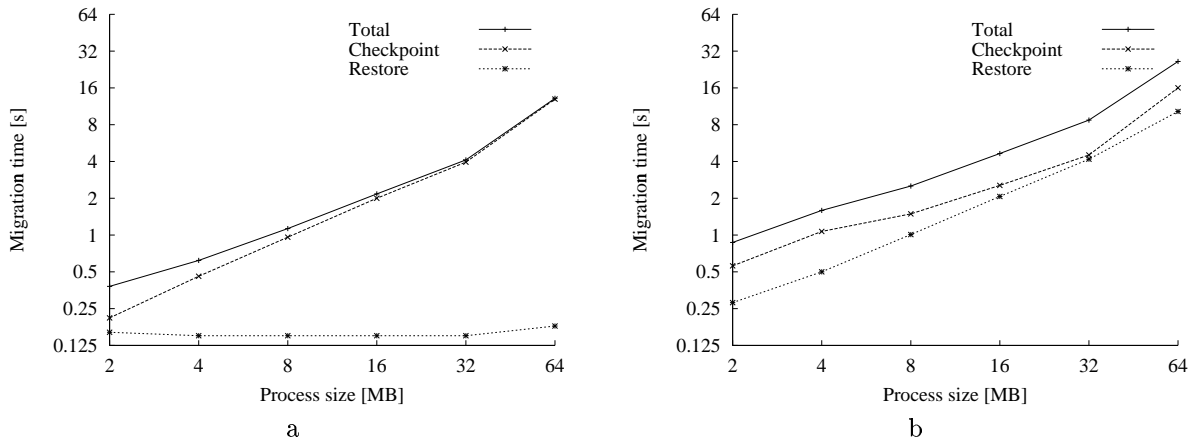 64
32
16
8
4
2
1
0.5
0.25
0.125
Migration time [s]
Total
Checkpoint
Restore
2 4 8 16 32 64
Process size [MB]
a
64
32
16
8
4
2
1
0.5
0.25
0.125
Migration time [s]
Total
Checkpoint
Restore
2 4 8 16 32 64
Process size [MB]
b